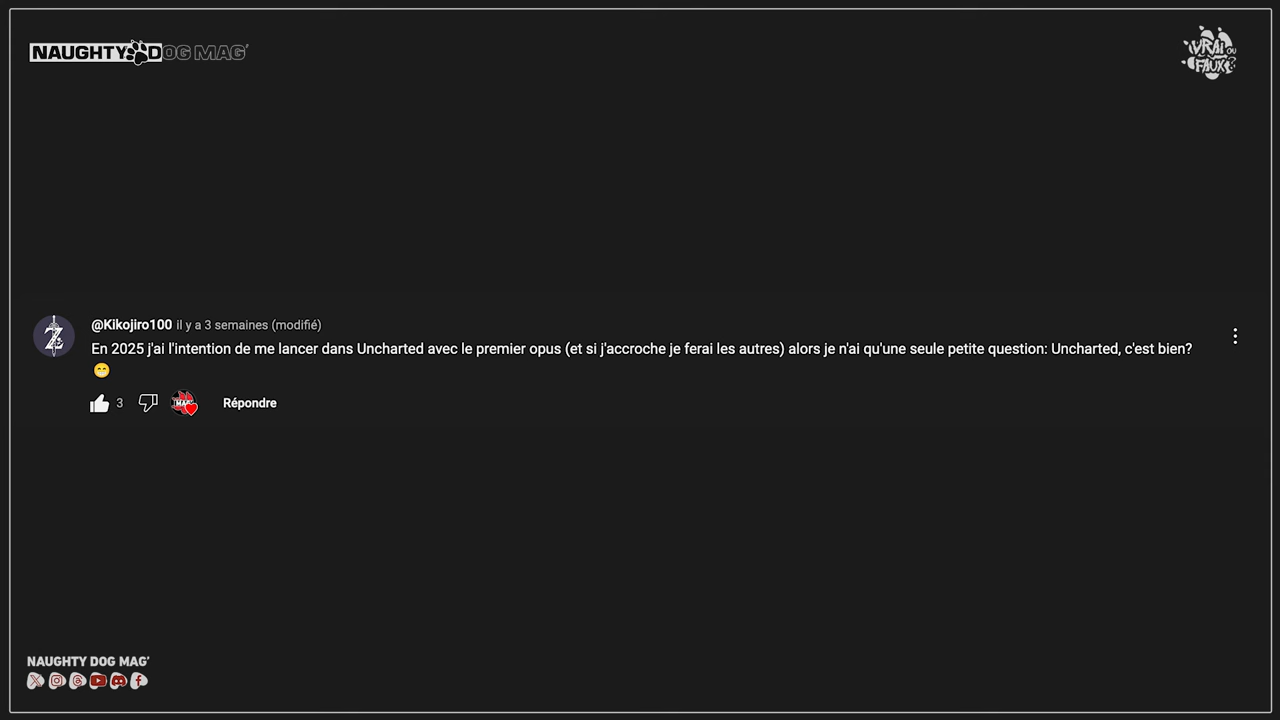 NAUGHTY DOG MAG'
VRAI OU
FAUX?
@Kikojiro100 il y a 3 semaines (modifié)
En 2025 j'ai l'intention de me lancer dans Uncharted avec le premier opus (et si j'accroche je ferai les autres) alors je n'ai qu'une seule petite question: Uncharted, c'est bien?
😁
3 MAG' Répondre
NAUGHTY DOG MAG'